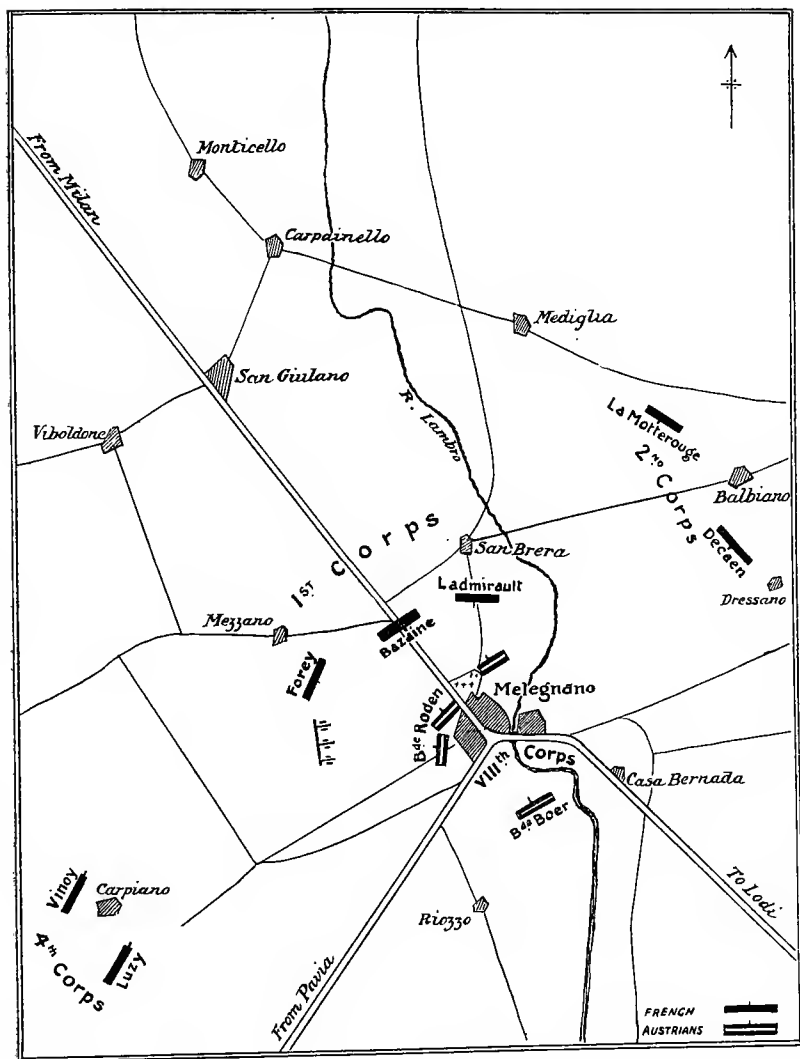 Monticello
From Milan
Carpainello
Mediglia
San Giulano
R. Lambro
La Motterouge
Viboldone
2ND Corps
Balbiano
1ST Corps
San Brera
Decaen
Ladmirault
Dressano
Mezzano
Bazaine
Forey
Melegnano
Bde Roden
VIIIth Corps
Casa Bernada
Bde Boer
Vinoy
Carpiano
To Lodi
Riozzo
4th Corps
Luzy
From Pavia
FRENCH
AUSTRIANS